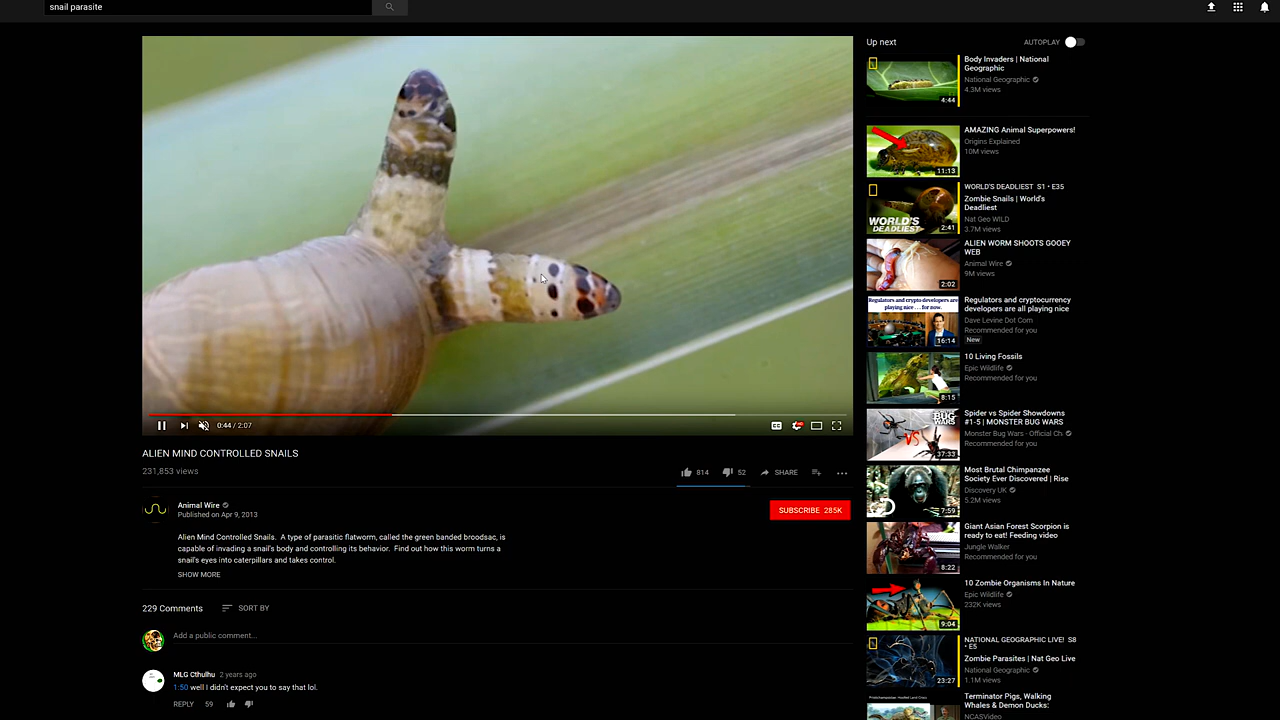 snail parasite
0:44 / 2:07
CC
ALIEN MIND CONTROLLED SNAILS
231,853 views
814
52
SHARE
Animal Wire
Published on Apr 9, 2013
SUBSCRIBE 285K
Alien Mind Controlled Snails. A type of parasitic flatworm, called the green banded broodsac, is
capable of invading a snail's body and controlling its behavior. Find out how this worm turns a
snail's eyes into caterpillars and takes control.
SHOW MORE
229 Comments
SORT BY
Add a public comment...
MLG Cthulhu 2 years ago
1:50 well I didn't expect you to say that lol.
REPLY 59
Up next
AUTOPLAY
4:44
Body Invaders | National
Geographic
National Geographic
4.3M views
11:13
AMAZING Animal Superpowers!
Origins Explained
10M views
WORLD'S
DEADLIEST
2:41
WORLD'S DEADLIEST S1 • E35
Zombie Snails | World's
Deadliest
Nat Geo WILD
3.7M views
2:02
ALIEN WORM SHOOTS GOOEY
WEB
Animal Wire
9M views
Regulators and crypto developers are
playing nice . . . for now.
16:14
Regulators and cryptocurrency
developers are all playing nice
Dave Levine Dot Com
Recommended for you
New
8:15
10 Living Fossils
Epic Wildlife
Recommended for you
BUG
WARS
VS
37:33
Spider vs Spider Showdowns
#1-5 | MONSTER BUG WARS
Monster Bug Wars - Official Ch
Recommended for you
7:59
Most Brutal Chimpanzee
Society Ever Discovered | Rise
Discovery UK
5.2M views
8:22
Giant Asian Forest Scorpion is
ready to eat! Feeding video
Jungle Walker
Recommended for you
9:04
10 Zombie Organisms In Nature
Epic Wildlife
232K views
23:27
NATIONAL GEOGRAPHIC LIVE! S8
• E5
Zombie Parasites | Nat Geo Live
National Geographic
1.1M views
Terminator Pigs, Walking
Whales & Demon Ducks:
NCASVideo